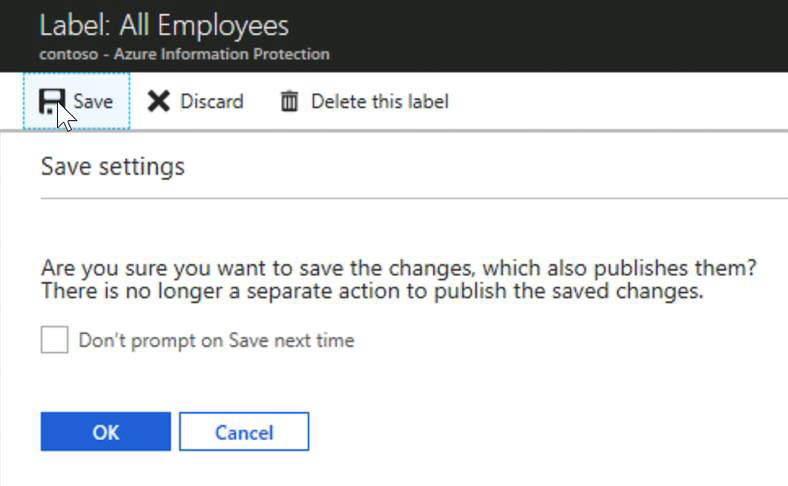 Label: All Employees
contoso - Azure Information Protection
Save Discard Delete this label
Save settings
Are you sure you want to save the changes, which also publishes them?
There is no longer a separate action to publish the saved changes.
Don't prompt on Save next time
OK Cancel